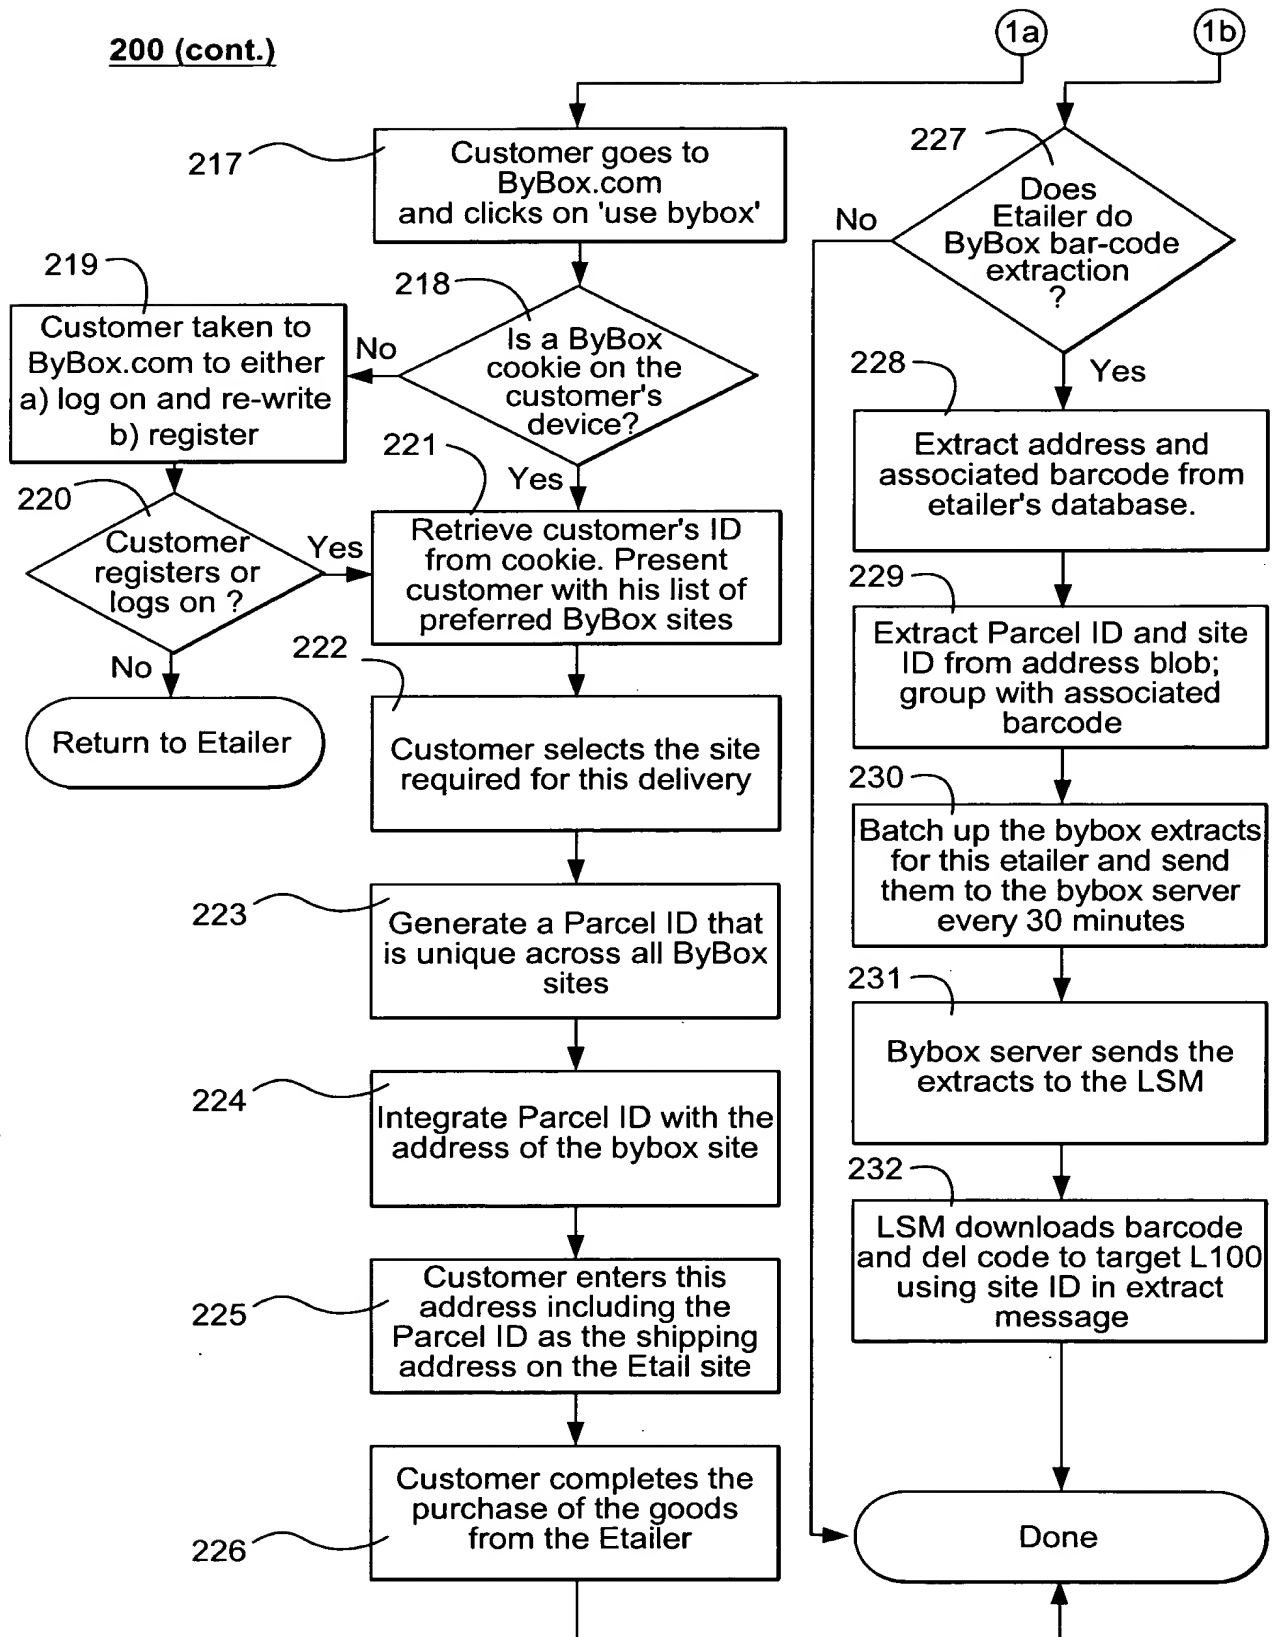 200 (cont.)
1a
1b
217
Customer goes to
ByBox.com
and clicks on 'use bybox'
218
Is a ByBox
cookie on the
customer's
device?
No
Yes
219
Customer taken to
ByBox.com to either
a) log on and re-write
b) register
220
Customer
registers or
logs on ?
Yes
No
Return to Etailer
221
Retrieve customer's ID
from cookie. Present
customer with his list of
preferred ByBox sites
222
Customer selects the site
required for this delivery
223
Generate a Parcel ID that
is unique across all ByBox
sites
224
Integrate Parcel ID with the
address of the bybox site
225
Customer enters this
address including the
Parcel ID as the shipping
address on the Etail site
226
Customer completes the
purchase of the goods
from the Etailer
227
Does
Etailer do
ByBox bar-code
extraction
?
No
Yes
228
Extract address and
associated barcode from
etailer's database.
229
Extract Parcel ID and site
ID from address blob;
group with associated
barcode
230
Batch up the bybox extracts
for this etailer and send
them to the bybox server
every 30 minutes
231
Bybox server sends the
extracts to the LSM
232
LSM downloads barcode
and del code to target L100
using site ID in extract
message
Done